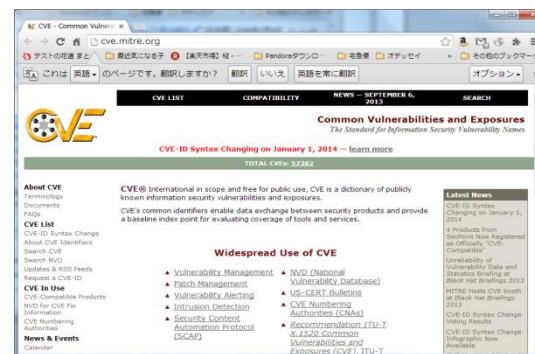 CVE - Common Vulnera ×
cve.mitre.org
テストの花道 まと
最近気になる子
【楽天市場】
Pandoraダウンロー
宅急便
オデッセイ
»
その他のブックマーク
これは 英語 のページです。翻訳しますか? 翻訳 いいえ 英語を常に翻訳 オプション
CVE LIST
COMPATIBILITY
NEWS — SEPTEMBER 6, 2013
SEARCH
CVE
Common Vulnerabilities and Exposures
The Standard for Information Security Vulnerability Names
CVE-ID Syntax Changing on January 1, 2014 — learn more
TOTAL CVEs: 57382
About CVE
Terminology
Documents
FAQs
CVE List
CVE-ID Syntax Change
About CVE Identifiers
Search CVE
Search NVD
Updates & RSS Feeds
Request a CVE-ID
CVE In Use
CVE-Compatible Products
NVD for CVE Fix
Information
CVE Numbering
Authorities
News & Events
Calendar
CVE® International in scope and free for public use, CVE is a dictionary of publicly
known information security vulnerabilities and exposures.
CVE's common identifiers enable data exchange between security products and provide
a baseline index point for evaluating coverage of tools and services.
Widespread Use of CVE
Vulnerability Management
Patch Management
Vulnerability Alerting
Intrusion Detection
Security Content
Automation Protocol
(SCAP)
NVD (National
Vulnerability Database)
US-CERT Bulletins
CVE Numbering
Authorities (CNAs)
Recommendation ITU-T
X.1520 Common
Vulnerabilities and
Exposures (CVE), ITU-T
Latest News
CVE-ID Syntax
Changing on January 1,
2014
4 Products from
SecPoint Now Registered
as Officially "CVE-
Compatible"
Unreliability of
Vulnerability Data and
Statistics Briefing at
Black Hat Briefings
2013
MITRE Hosts CVE Booth
at Black Hat Briefings
2013
CVE-ID Syntax Change
Voting Results
CVE-ID Syntax Change
Infographic Now
Available